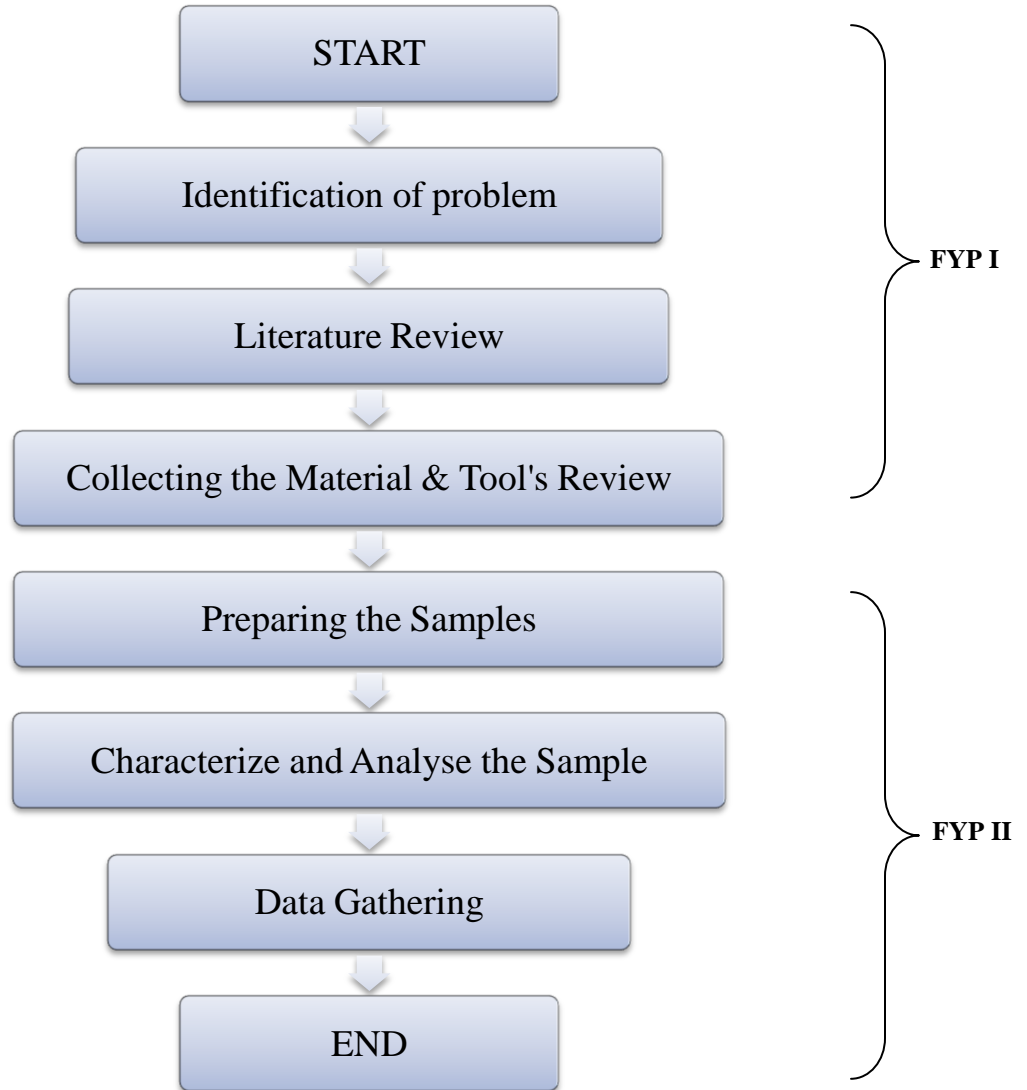 START
Identification of problem
FYP I
Literature Review
Collecting the Material & Tool's Review
Preparing the Samples
Characterize and Analyse the Sample
FYP II
Data Gathering
END